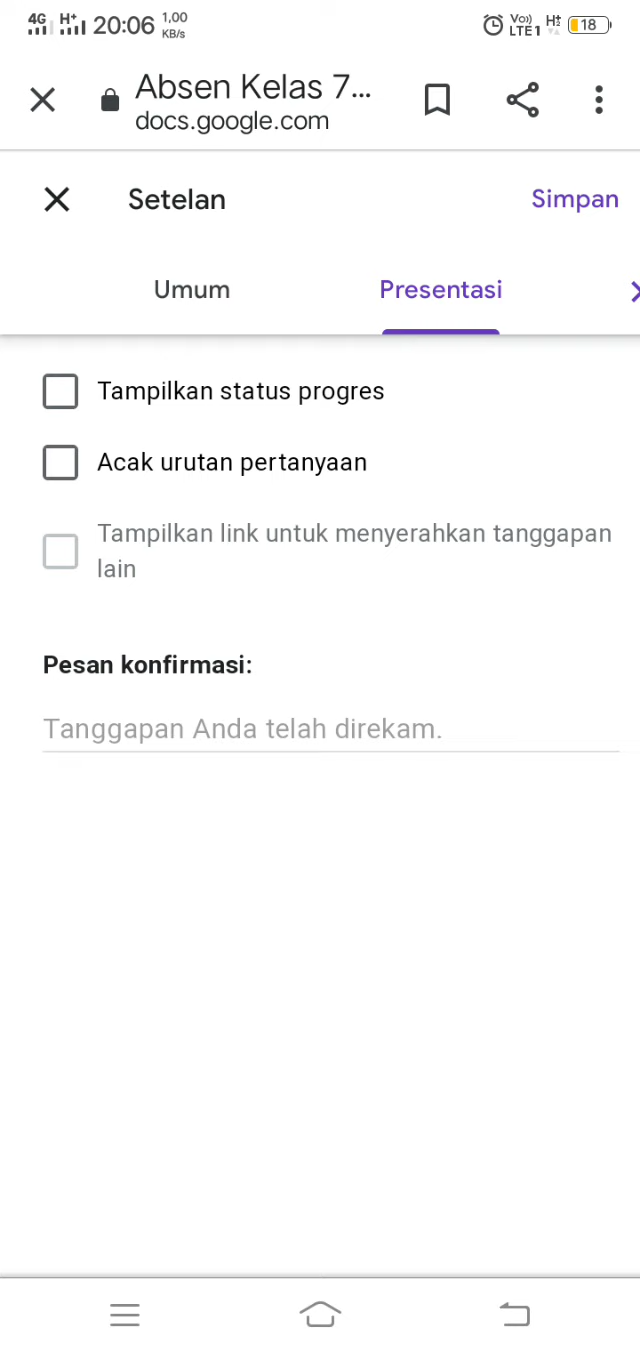 4G H+ 20:06 1,00 KB/s Vo)) LTE1 H 18
Absen Kelas 7...
docs.google.com
Setelan Simpan
Umum Presentasi
Tampilkan status progres
Acak urutan pertanyaan
Tampilkan link untuk menyerahkan tanggapan
lain
Pesan konfirmasi:
Tanggapan Anda telah direkam.